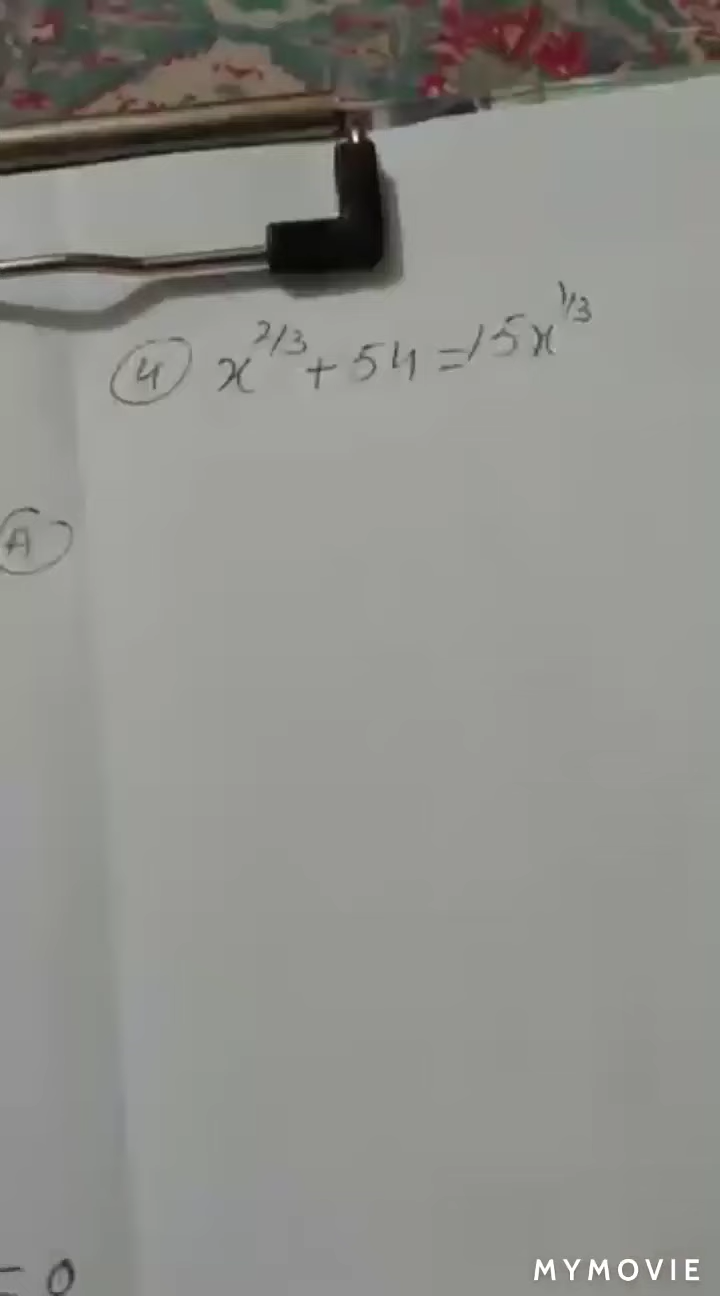 ④ x^{2/3} + 54 = 15x^{1/3}
Ⓐ
= 0
MYMOVIE